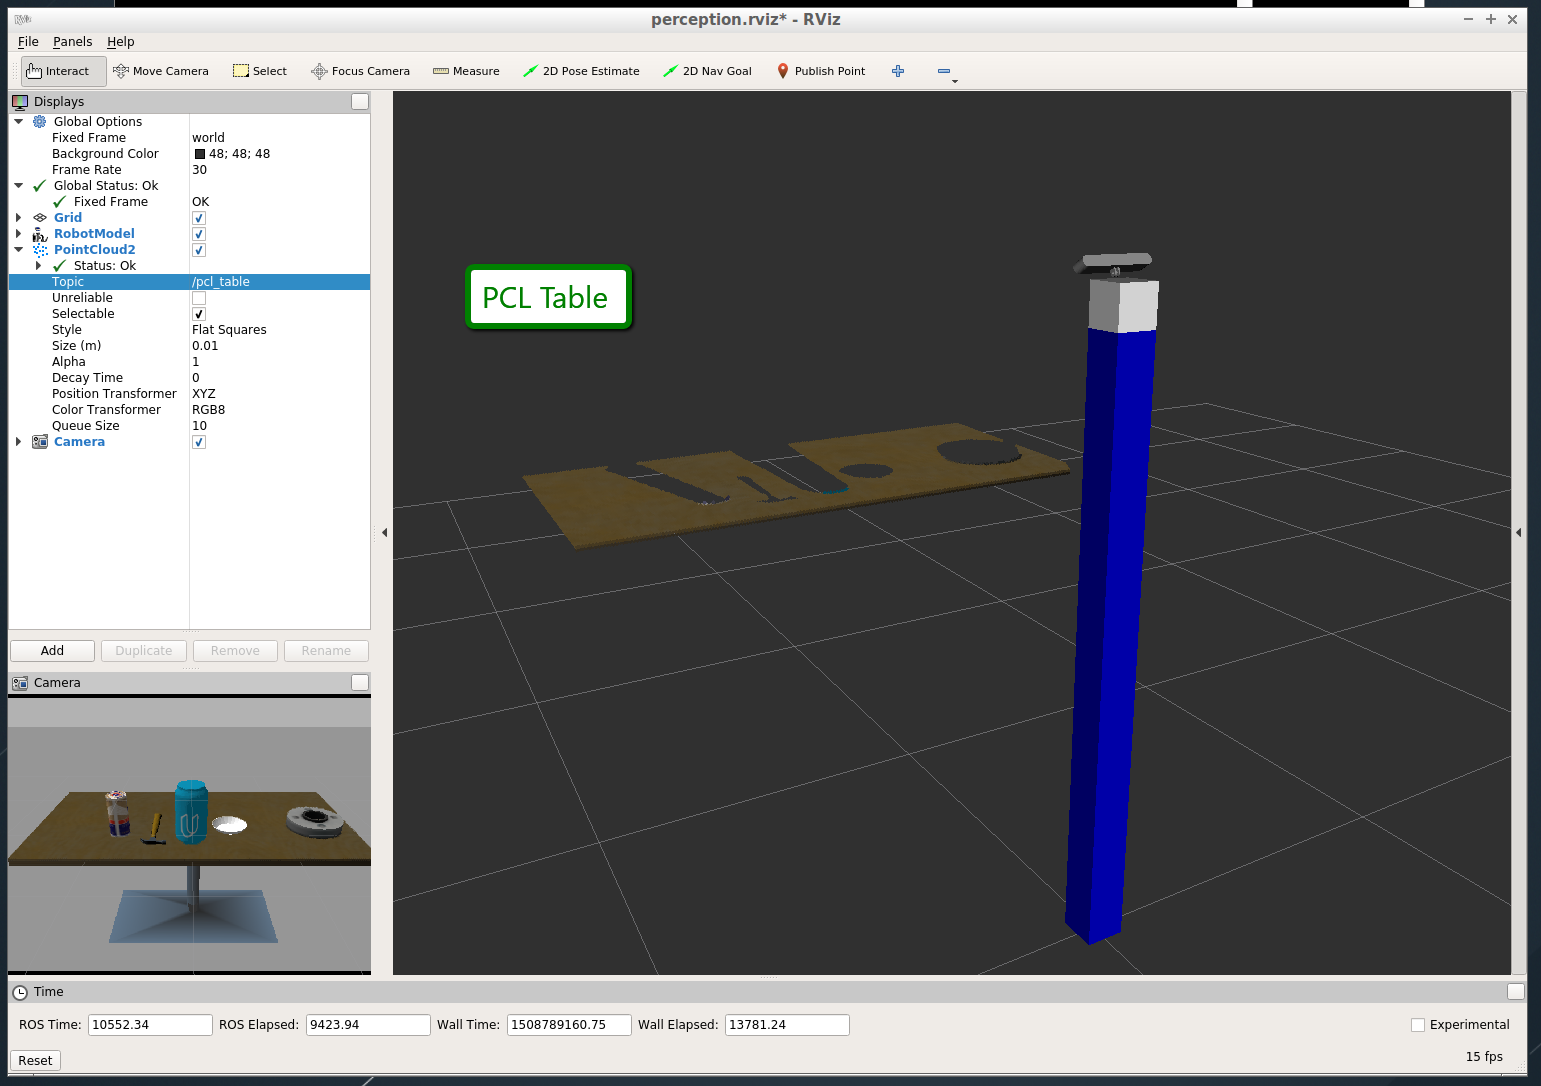 perception.rviz* - RViz
File Panels Help
Interact Move Camera Select Focus Camera Measure 2D Pose Estimate 2D Nav Goal Publish Point
Displays
Global Options
Fixed Frame world
Background Color 48; 48; 48
Frame Rate 30
Global Status: Ok
Fixed Frame OK
Grid
RobotModel
PointCloud2
Status: Ok
Topic /pcl_table
Unreliable
Selectable
Style Flat Squares
Size (m) 0.01
Alpha 1
Decay Time 0
Position Transformer XYZ
Color Transformer RGB8
Queue Size 10
Camera
PCL Table
Add Duplicate Remove Rename
Camera
Time
ROS Time: 10552.34 ROS Elapsed: 9423.94 Wall Time: 1508789160.75 Wall Elapsed: 13781.24 Experimental
Reset 15 fps